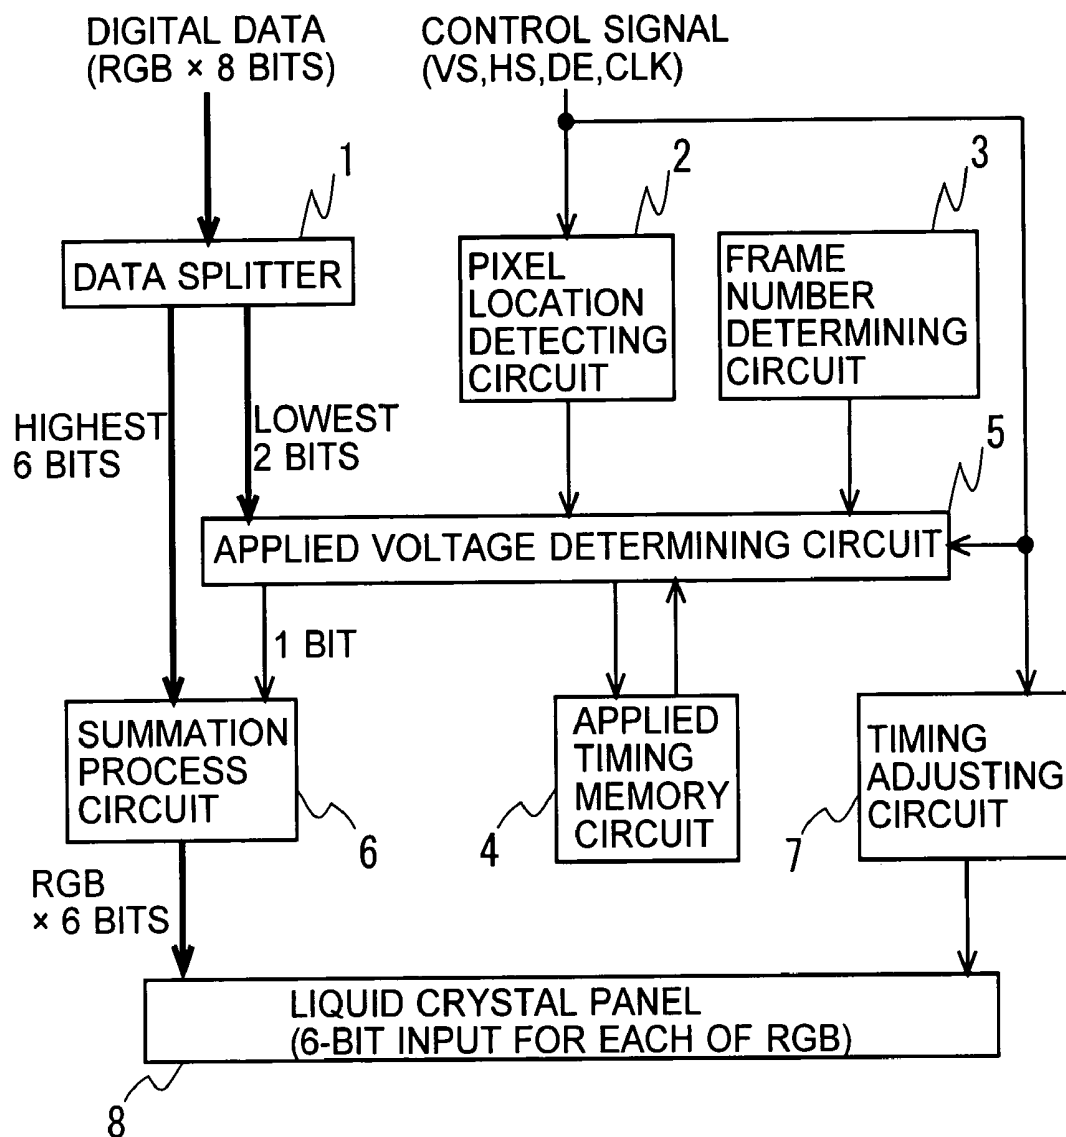 DIGITAL DATA
(RGB × 8 BITS)
CONTROL SIGNAL
(VS,HS,DE,CLK)
1
2
3
DATA SPLITTER
PIXEL
LOCATION
DETECTING
CIRCUIT
FRAME
NUMBER
DETERMINING
CIRCUIT
HIGHEST
6 BITS
LOWEST
2 BITS
5
APPLIED VOLTAGE DETERMINING CIRCUIT
1 BIT
SUMMATION
PROCESS
CIRCUIT
6
APPLIED
TIMING
MEMORY
CIRCUIT
4
TIMING
ADJUSTING
CIRCUIT
7
RGB
× 6 BITS
LIQUID CRYSTAL PANEL
(6-BIT INPUT FOR EACH OF RGB)
8